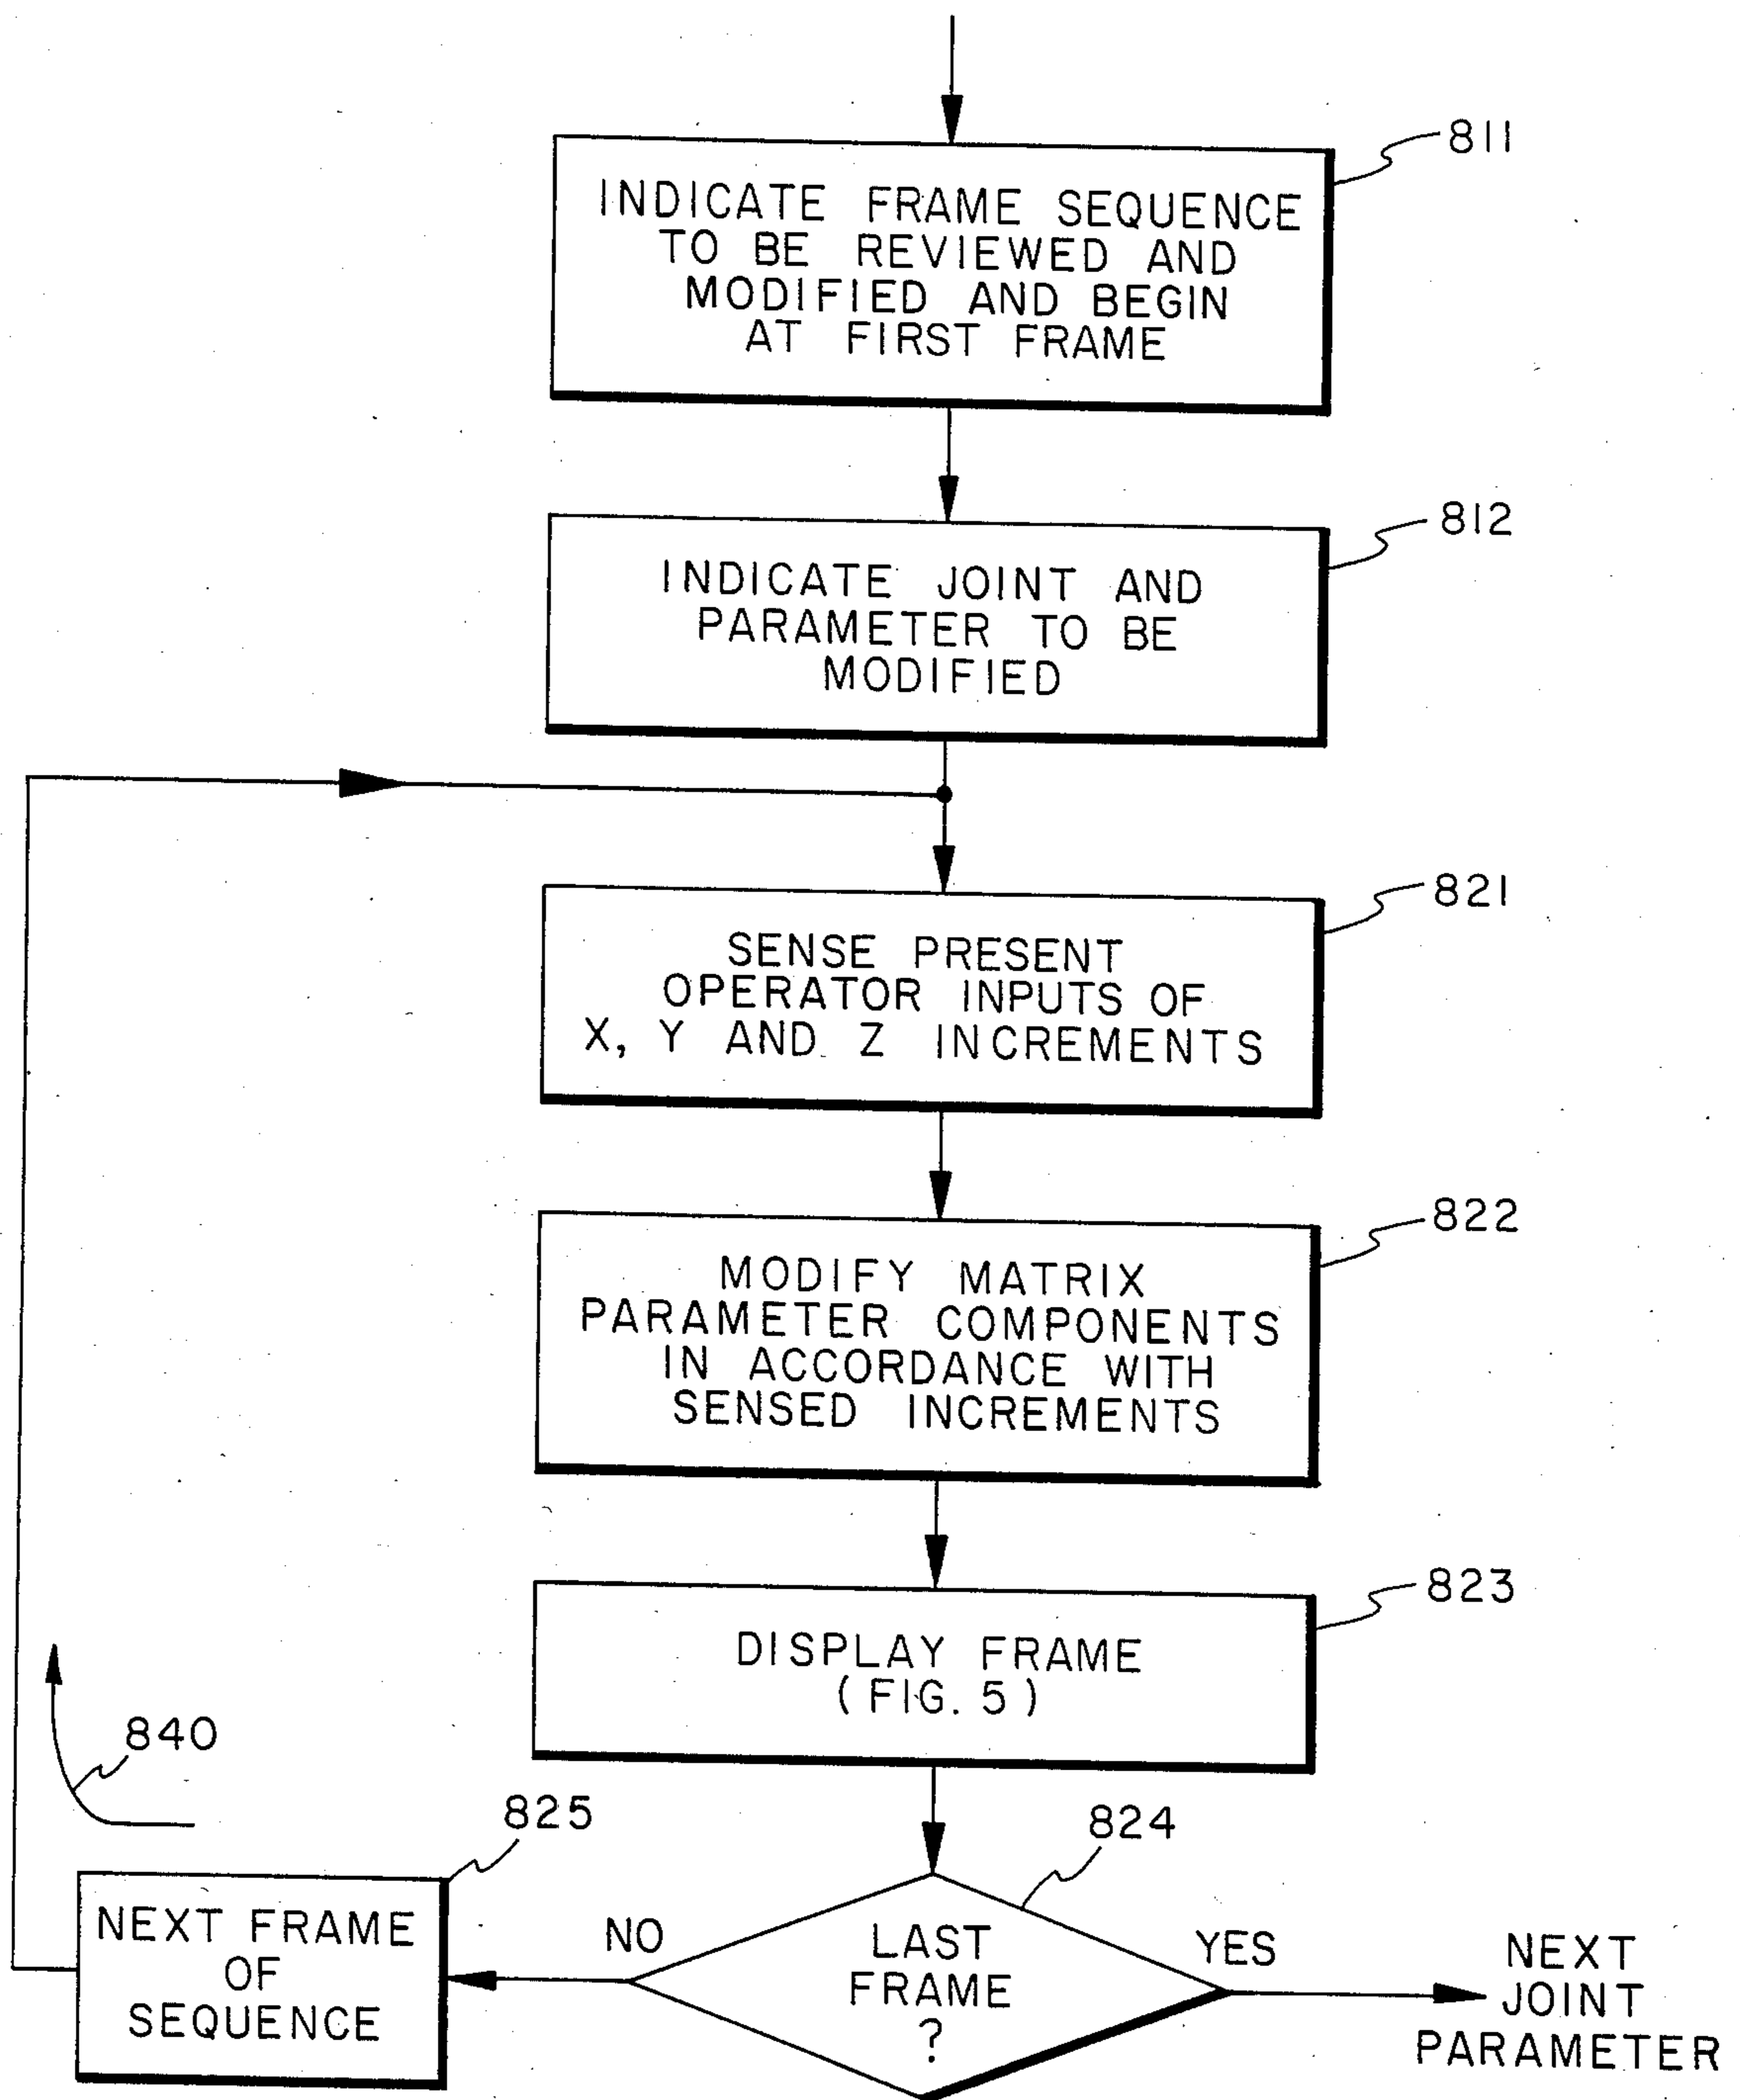 811
INDICATE FRAME SEQUENCE
TO BE REVIEWED AND
MODIFIED AND BEGIN
AT FIRST FRAME
812
INDICATE JOINT AND
PARAMETER TO BE
MODIFIED
821
SENSE PRESENT
OPERATOR INPUTS OF
X, Y AND Z INCREMENTS
822
MODIFY MATRIX
PARAMETER COMPONENTS
IN ACCORDANCE WITH
SENSED INCREMENTS
823
DISPLAY FRAME
(FIG. 5)
840
825
824
NEXT FRAME
OF
SEQUENCE
NO
LAST
FRAME
?
YES
NEXT
JOINT
PARAMETER